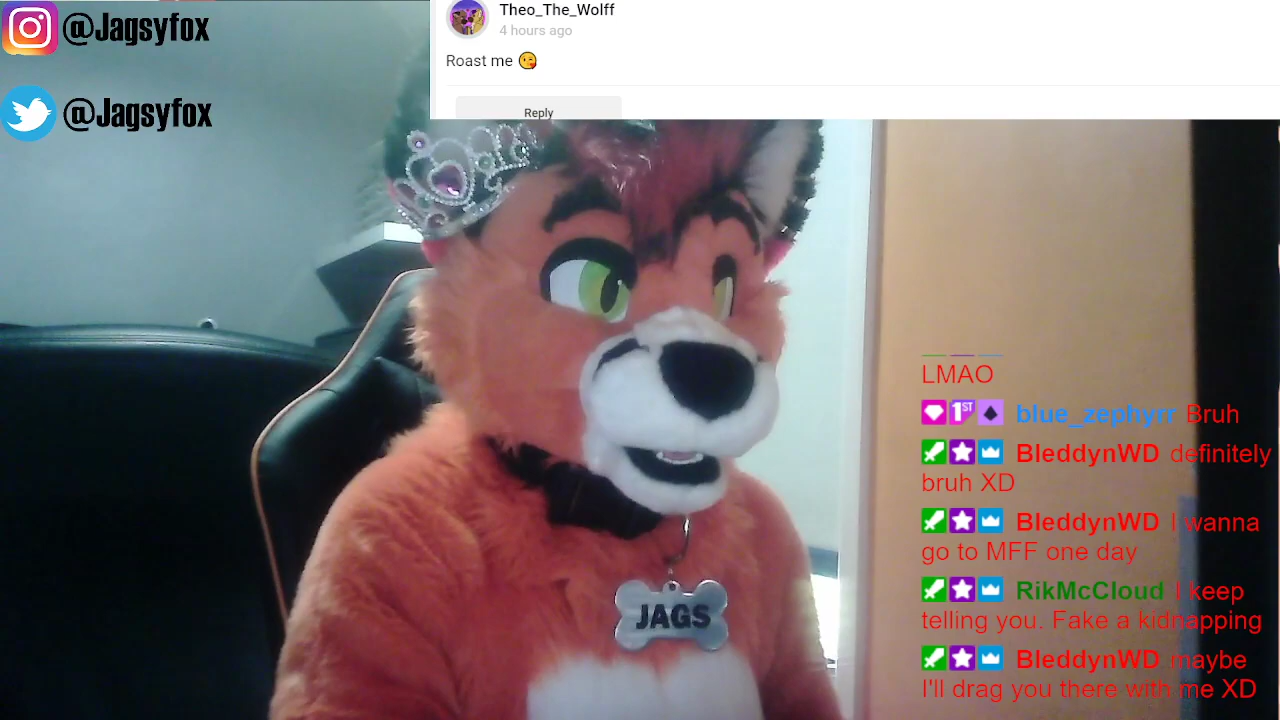 @Jagsyfox
@Jagsyfox
Theo_The_Wolff
4 hours ago
Roast me 😘
Reply
LMAO
1ST blue_zephyrr Bruh
BleddynWD definitely
bruh XD
BleddynWD I wanna
go to MFF one day
RikMcCloud I keep
telling you. Fake a kidnapping
BleddynWD maybe
I'll drag you there with me XD
JAGS